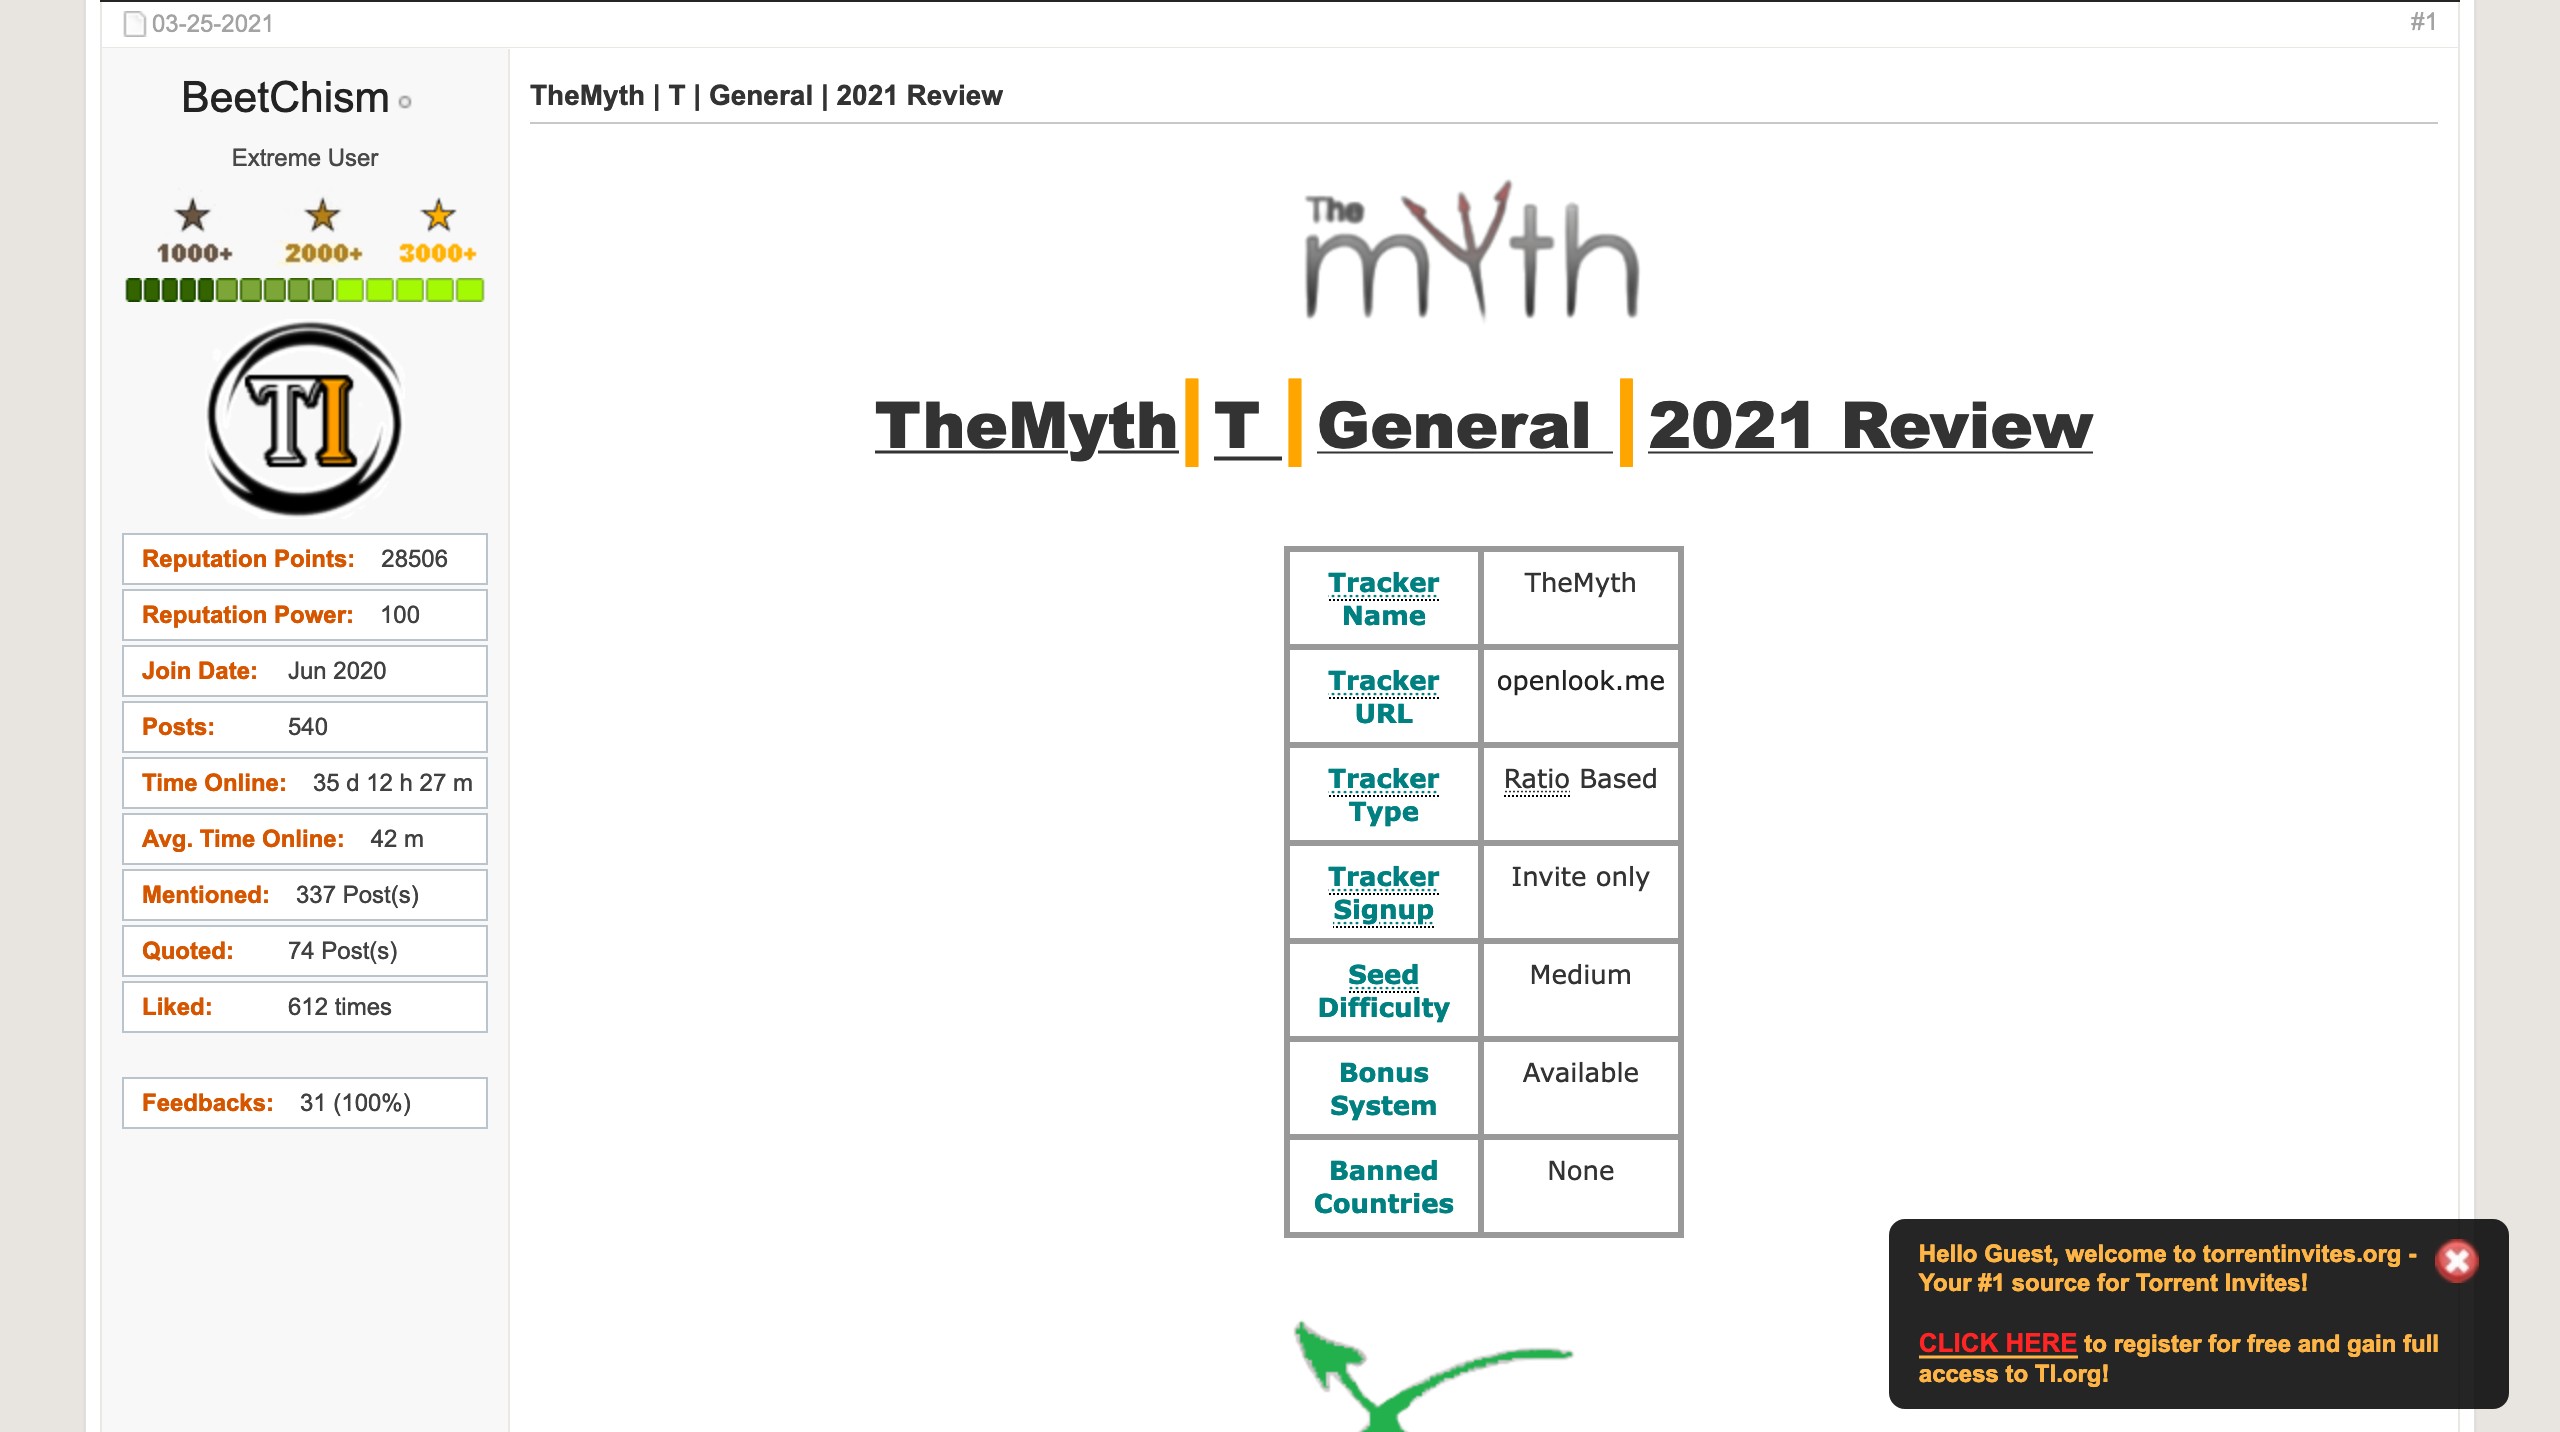 03-25-2021
#1
BeetChism
Extreme User
1000+ 2000+ 3000+
TI
Reputation Points: 28506
Reputation Power: 100
Join Date: Jun 2020
Posts: 540
Time Online: 35 d 12 h 27 m
Avg. Time Online: 42 m
Mentioned: 337 Post(s)
Quoted: 74 Post(s)
Liked: 612 times
Feedbacks: 31 (100%)
TheMyth | T | General | 2021 Review
The
myth
TheMyth|T |General |2021 Review
Tracker
Name
TheMyth
Tracker
URL
openlook.me
Tracker
Type
Ratio Based
Tracker
Signup
Invite only
Seed
Difficulty
Medium
Bonus
System
Available
Banned
Countries
None
Hello Guest, welcome to torrentinvites.org -
Your #1 source for Torrent Invites!
CLICK HERE to register for free and gain full
access to TI.org!